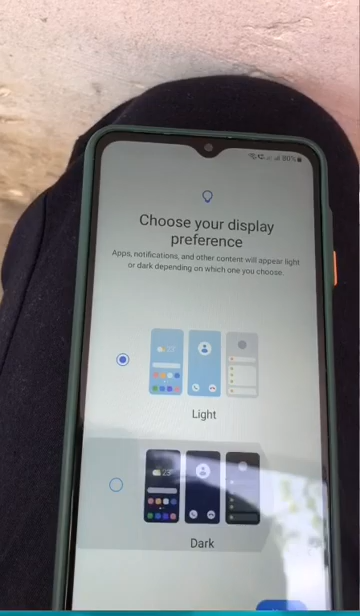 80%
Choose your display
preference
Apps, notifications, and other content will appear light
or dark depending on which one you choose.
Light
Dark